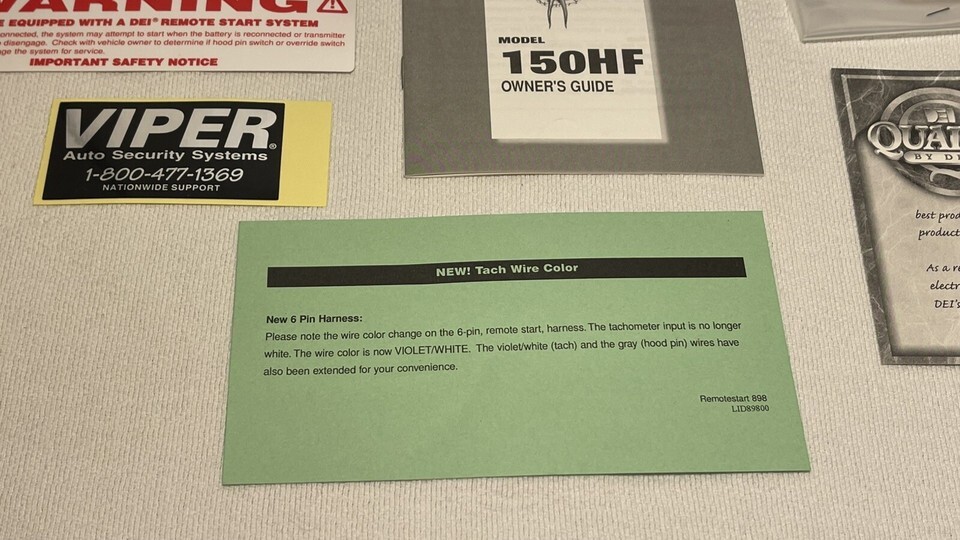 WARNING
EQUIPPED WITH A DEI® REMOTE START SYSTEM
the system may attempt to start when the battery is reconnected or transmitter
disengage. Check with vehicle owner to determine if hood pin switch or override switch
the system for service.
IMPORTANT SAFETY NOTICE
VIPER®
Auto Security Systems
1-800-477-1369
NATIONWIDE SUPPORT
MODEL
150HF
OWNER'S GUIDE
DEI
BY
best
As a
DEI's
NEW! Tach Wire Color
New 6 Pin Harness:
Please note the wire color change on the 6-pin, remote start, harness. The tachometer input is no longer
white. The wire color is now VIOLET/WHITE. The violet/white (tach) and the gray (hood pin) wires have
also been extended for your convenience.
Remotestart 898
LID89800